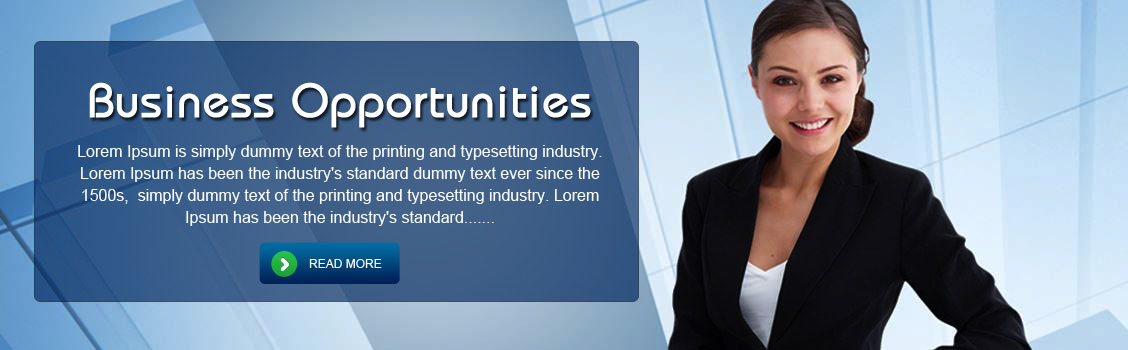 Business Opportunities
Lorem Ipsum is simply dummy text of the printing and typesetting industry.
Lorem Ipsum has been the industry's standard dummy text ever since the
1500s,  simply dummy text of the printing and typesetting industry. Lorem
Ipsum has been the industry's standard.......
READ MORE